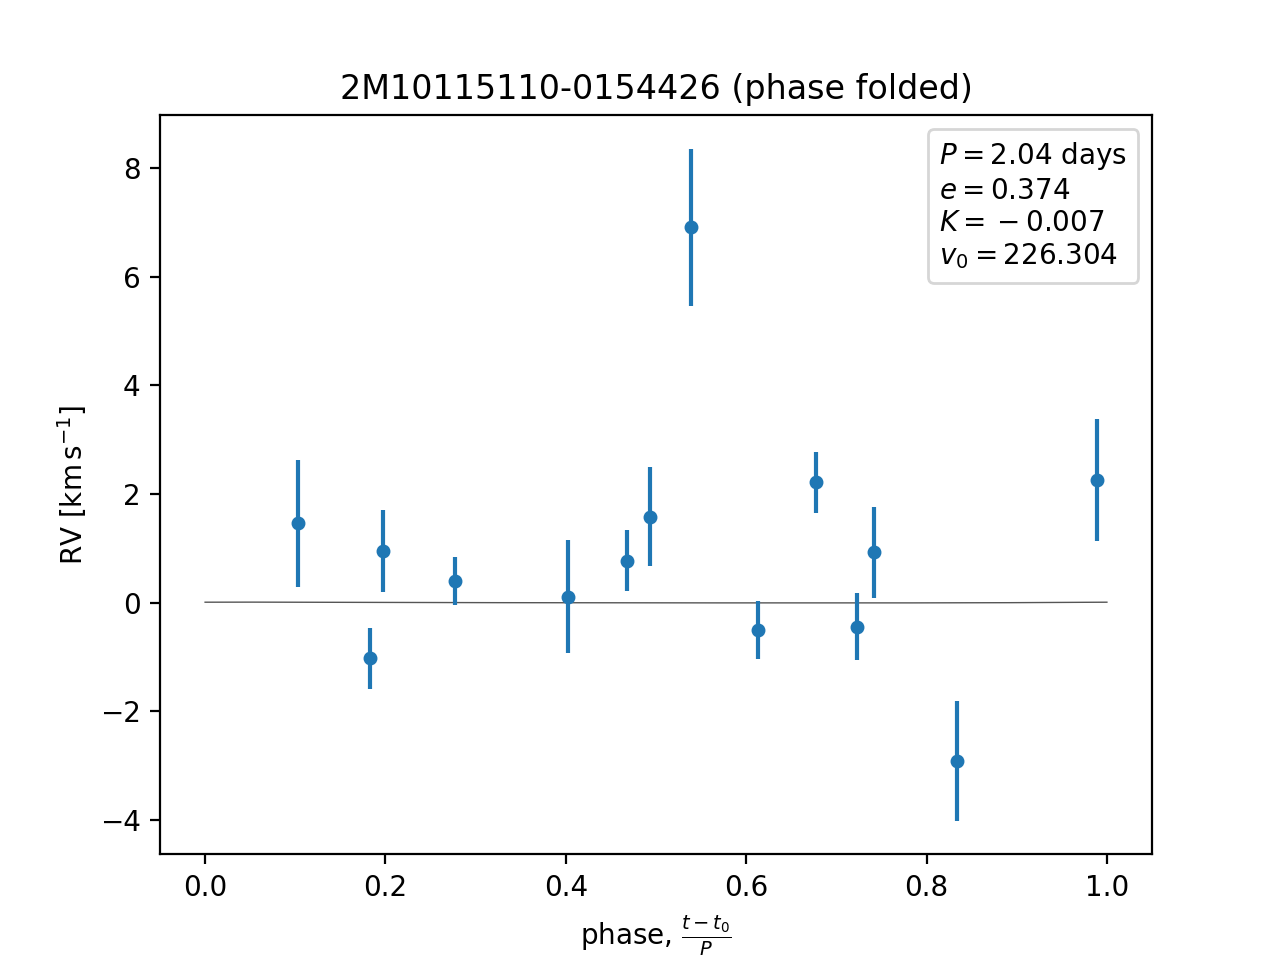 2M10115110-0154426 (phase folded)
P = 2.04 days
e = 0.374
K = −0.007
v₀ = 226.304
8
6
4
2
0
−2
−4
RV [km s⁻¹]
0.0 0.2 0.4 0.6 0.8 1.0
phase, (t − t₀)/P